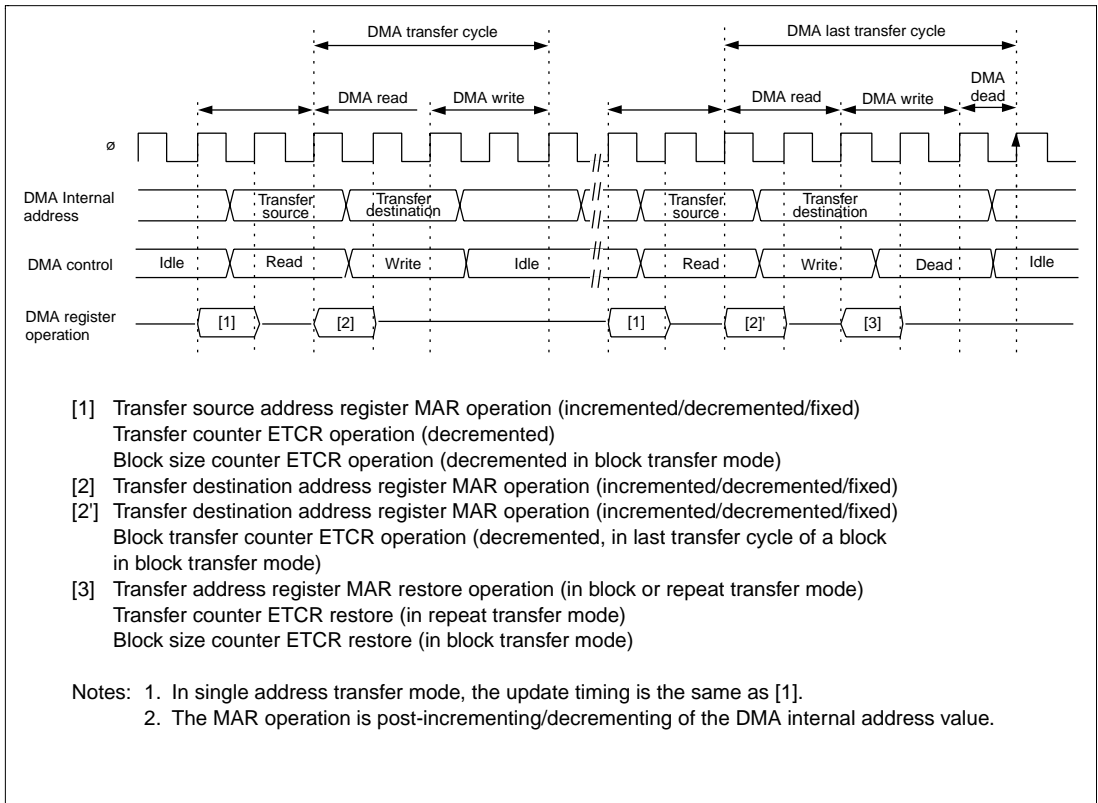 DMA transfer cycle DMA last transfer cycle
DMA read DMA write DMA read DMA write DMA dead
ø
DMA Internal address Transfer source Transfer destination Transfer source Transfer destination
DMA control Idle Read Write Idle Read Write Dead Idle
DMA register operation [1] [2] [1] [2]' [3]
[1] Transfer source address register MAR operation (incremented/decremented/fixed)
Transfer counter ETCR operation (decremented)
Block size counter ETCR operation (decremented in block transfer mode)
[2] Transfer destination address register MAR operation (incremented/decremented/fixed)
[2'] Transfer destination address register MAR operation (incremented/decremented/fixed)
Block transfer counter ETCR operation (decremented, in last transfer cycle of a block
in block transfer mode)
[3] Transfer address register MAR restore operation (in block or repeat transfer mode)
Transfer counter ETCR restore (in repeat transfer mode)
Block size counter ETCR restore (in block transfer mode)
Notes: 1. In single address transfer mode, the update timing is the same as [1].
2. The MAR operation is post-incrementing/decrementing of the DMA internal address value.